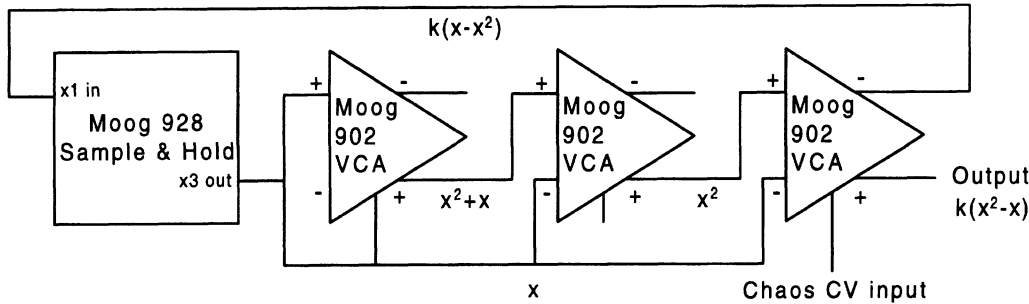 k(x-x²)
x1 in
Moog 928
Sample & Hold
x3 out
+
-
Moog
902
VCA
-
+
x²+x
+
-
Moog
902
VCA
-
+
x²
+
-
Moog
902
VCA
-
+
Output
k(x²-x)
x
Chaos CV input